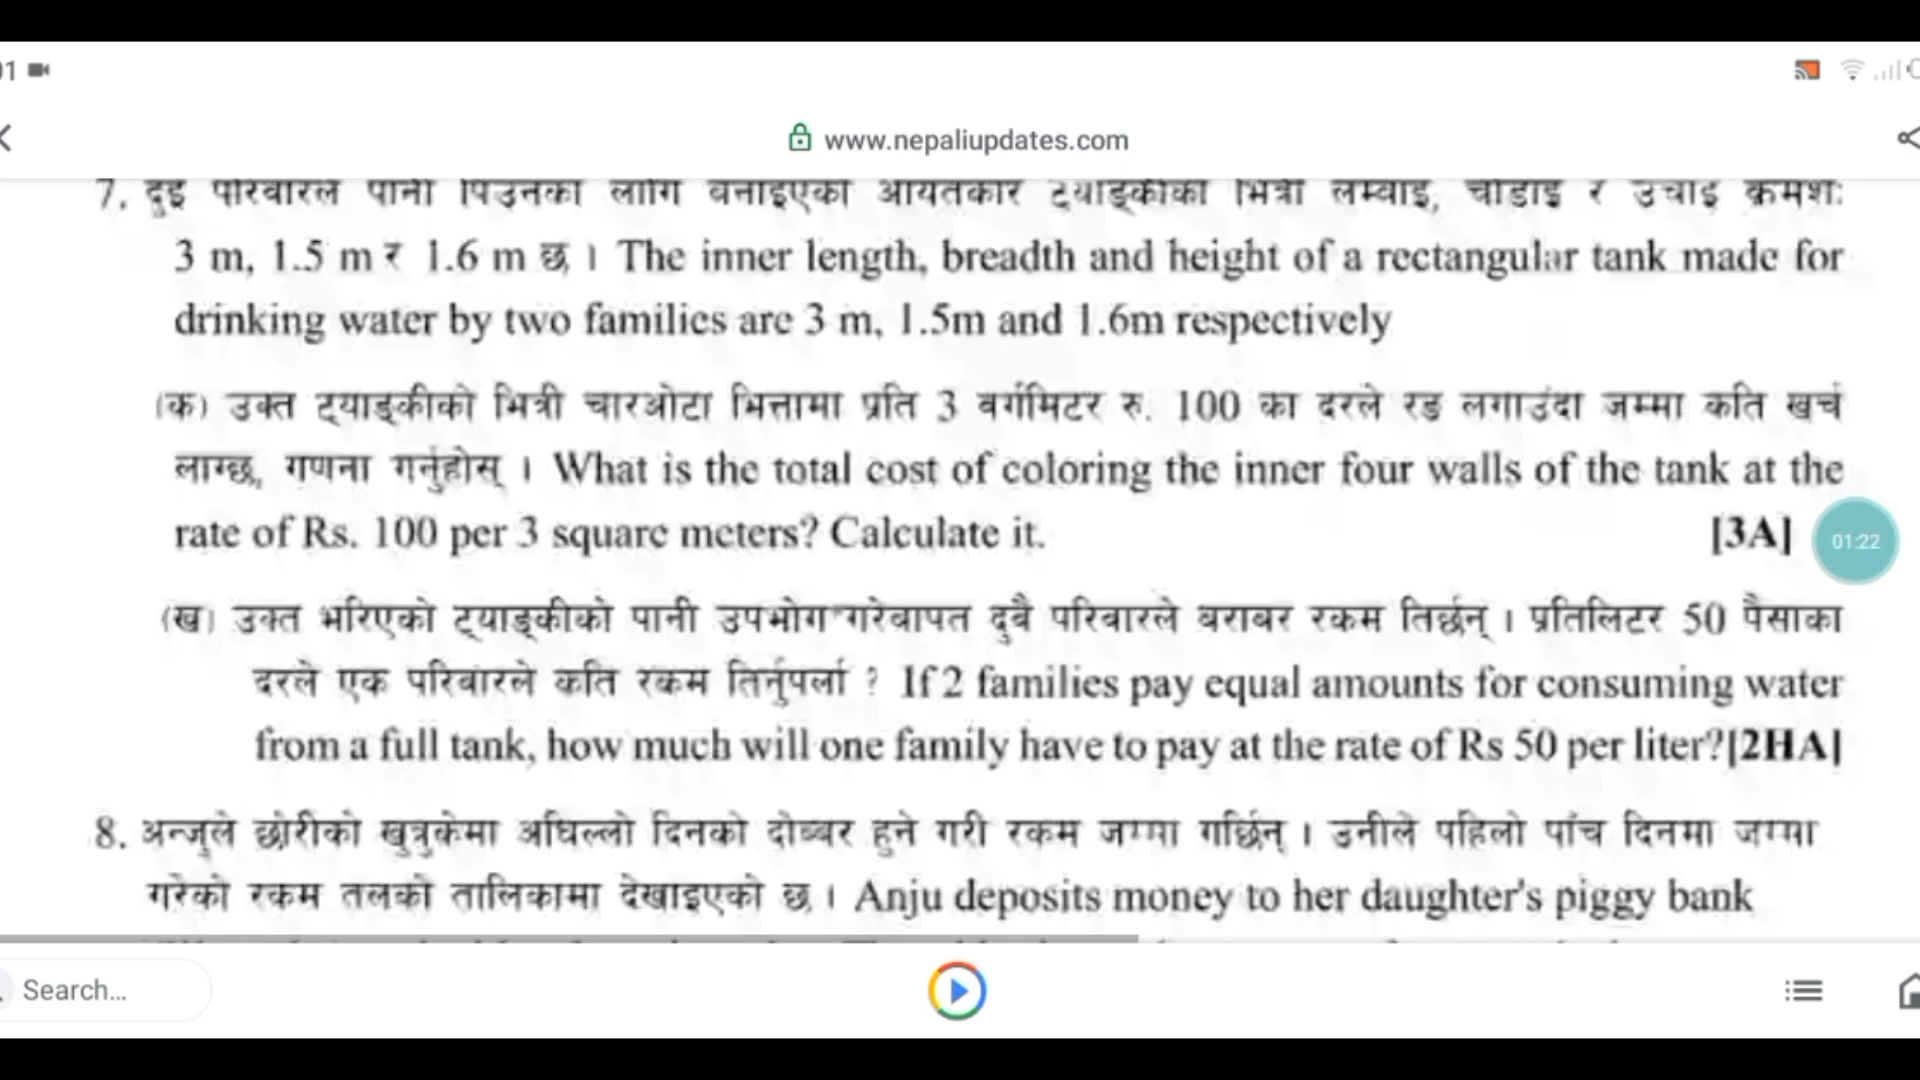 01
www.nepaliupdates.com
7. दुइ परिवारले पानी पिउनका लागि बनाइएको आयतकार ट्याङ्कीको भित्री लम्वाइ, चौडाइ र उचाइ क्रमशः
3 m, 1.5 m र 1.6 m छ । The inner length, breadth and height of a rectangular tank made for
drinking water by two families are 3 m, 1.5m and 1.6m respectively
(क) उक्त ट्याङ्कीको भित्री चारओटा भित्तामा प्रति 3 वर्गमिटर रु. 100 का दरले रङ लगाउंदा जम्मा कति खर्च
लाग्छ, गणना गर्नुहोस् । What is the total cost of coloring the inner four walls of the tank at the
rate of Rs. 100 per 3 square meters? Calculate it. [3A]
01:22
(ख) उक्त भरिएको ट्याङ्कीको पानी उपभोग गरेबापत दुबै परिवारले बराबर रकम तिर्छन् । प्रतिलिटर 50 पैसाका
दरले एक परिवारले कति रकम तिर्नुपर्ला ? If 2 families pay equal amounts for consuming water
from a full tank, how much will one family have to pay at the rate of Rs 50 per liter?[2HA]
8. अन्जुले छोरीको खुत्रुकेमा अघिल्लो दिनको दोब्बर हुने गरी रकम जम्मा गर्छिन् । उनीले पहिलो पांच दिनमा जम्मा
गरेको रकम तलको तालिकामा देखाइएको छ । Anju deposits money to her daughter's piggy bank
Search...